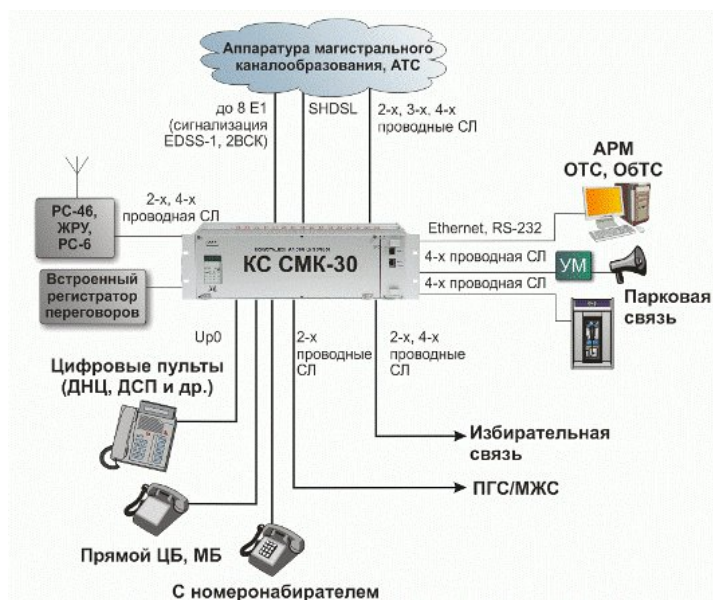 Аппаратура магистрального
каналообразования, АТС
до 8 Е1
(сигнализация
EDSS-1, 2ВСК)
SHDSL
2-х, 3-х, 4-х
проводные СЛ
РС-46,
ЖРУ,
РС-6
2-х, 4-х
проводная СЛ
АРМ
ОТС, ОбТС
Ethernet, RS-232
КС СМК-30
4-х проводная СЛ
УМ
Парковая
связь
4-х проводная СЛ
Встроенный
регистратор
переговоров
Up0
2-х
проводные
СЛ
2-х, 4-х
проводные
СЛ
Цифровые пульты
(ДНЦ, ДСП и др.)
Избирательная
связь
ПГС/МЖС
Прямой ЦБ, МБ
С номеронабирателем